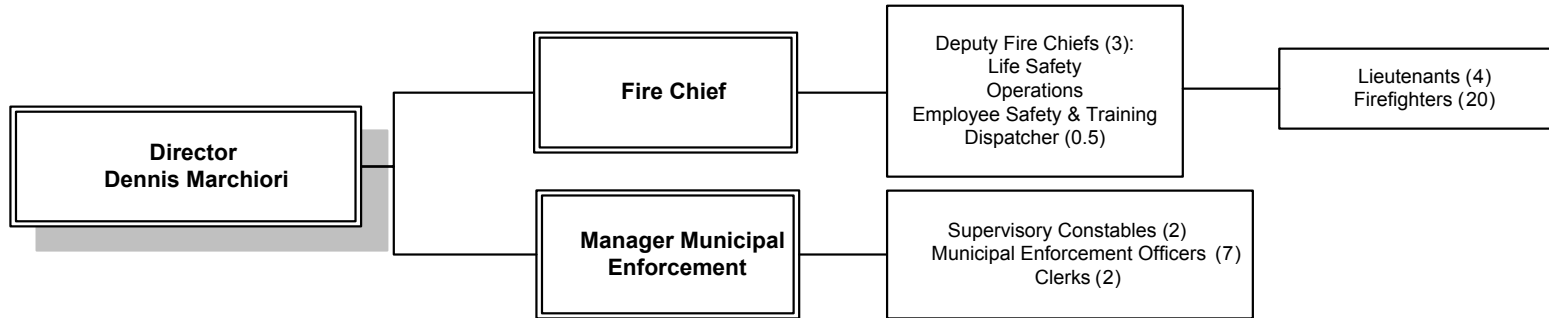 Director
Dennis Marchiori
Fire Chief
Deputy Fire Chiefs (3):
Life Safety
Operations
Employee Safety & Training
Dispatcher (0.5)
Lieutenants (4)
Firefighters (20)
Manager Municipal
Enforcement
Supervisory Constables (2)
Municipal Enforcement Officers (7)
Clerks (2)